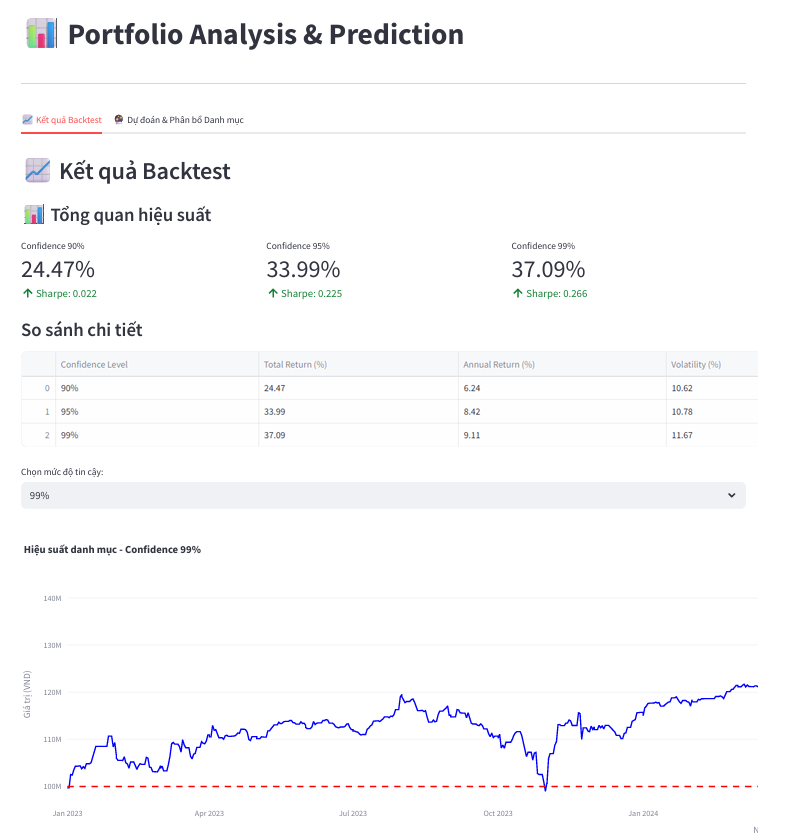 Portfolio Analysis & Prediction
Kết quả Backtest Dự đoán & Phân bổ Danh mục
Kết quả Backtest
Tổng quan hiệu suất
Confidence 90% Confidence 95% Confidence 99%
24.47% 33.99% 37.09%
Sharpe: 0.022 Sharpe: 0.225 Sharpe: 0.266
So sánh chi tiết
Confidence Level Total Return (%) Annual Return (%) Volatility (%)
0 90% 24.47 6.24 10.62
1 95% 33.99 8.42 10.78
2 99% 37.09 9.11 11.67
Chọn mức độ tin cậy:
99%
Hiệu suất danh mục - Confidence 99%
140M
130M
120M
Giá trị (VND)
110M
100M
Jan 2023 Apr 2023 Jul 2023 Oct 2023 Jan 2024
N